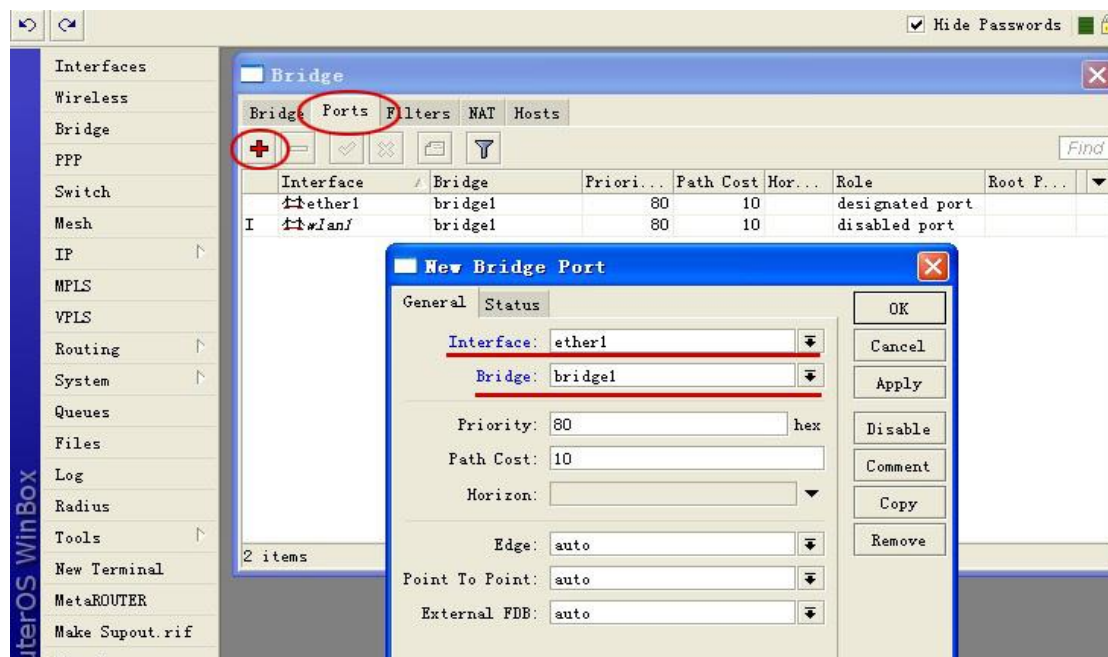 Hide Passwords
Interfaces
Wireless
Bridge
PPP
Switch
Mesh
IP
MPLS
VPLS
Routing
System
Queues
Files
Log
Radius
Tools
New Terminal
MetaROUTER
Make Supout.rif
uterOS WinBox
Bridge
Bridge Ports Filters NAT Hosts
Find
Interface Bridge Priori... Path Cost Hor... Role Root P...
ether1 bridge1 80 10 designated port
I wlan1 bridge1 80 10 disabled port
2 items
New Bridge Port
General Status
Interface: ether1
Bridge: bridge1
Priority: 80 hex
Path Cost: 10
Horizon:
Edge: auto
Point To Point: auto
External FDB: auto
OK
Cancel
Apply
Disable
Comment
Copy
Remove